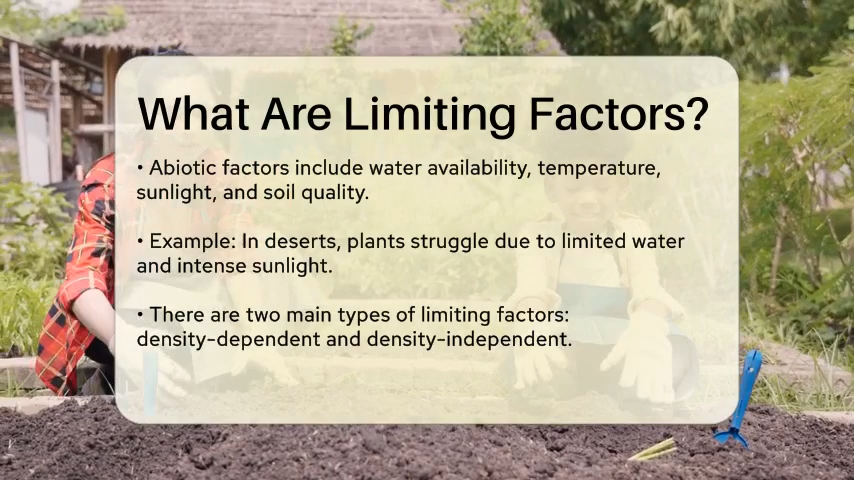 What Are Limiting Factors?
• Abiotic factors include water availability, temperature,
sunlight, and soil quality.
• Example: In deserts, plants struggle due to limited water
and intense sunlight.
• There are two main types of limiting factors:
density-dependent and density-independent.